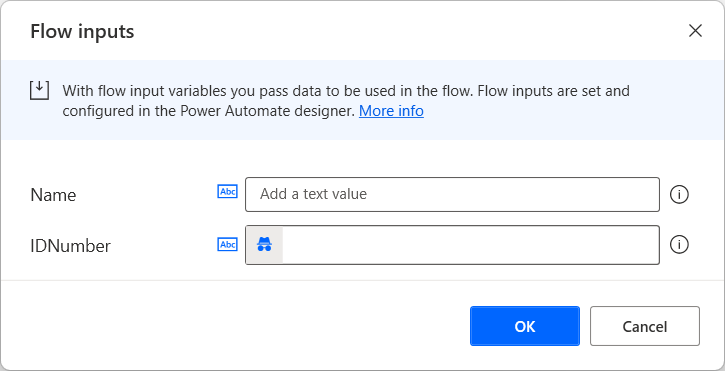 Flow inputs
With flow input variables you pass data to be used in the flow. Flow inputs are set and
configured in the Power Automate designer. More info
Name Abc Add a text value
IDNumber Abc
OK Cancel